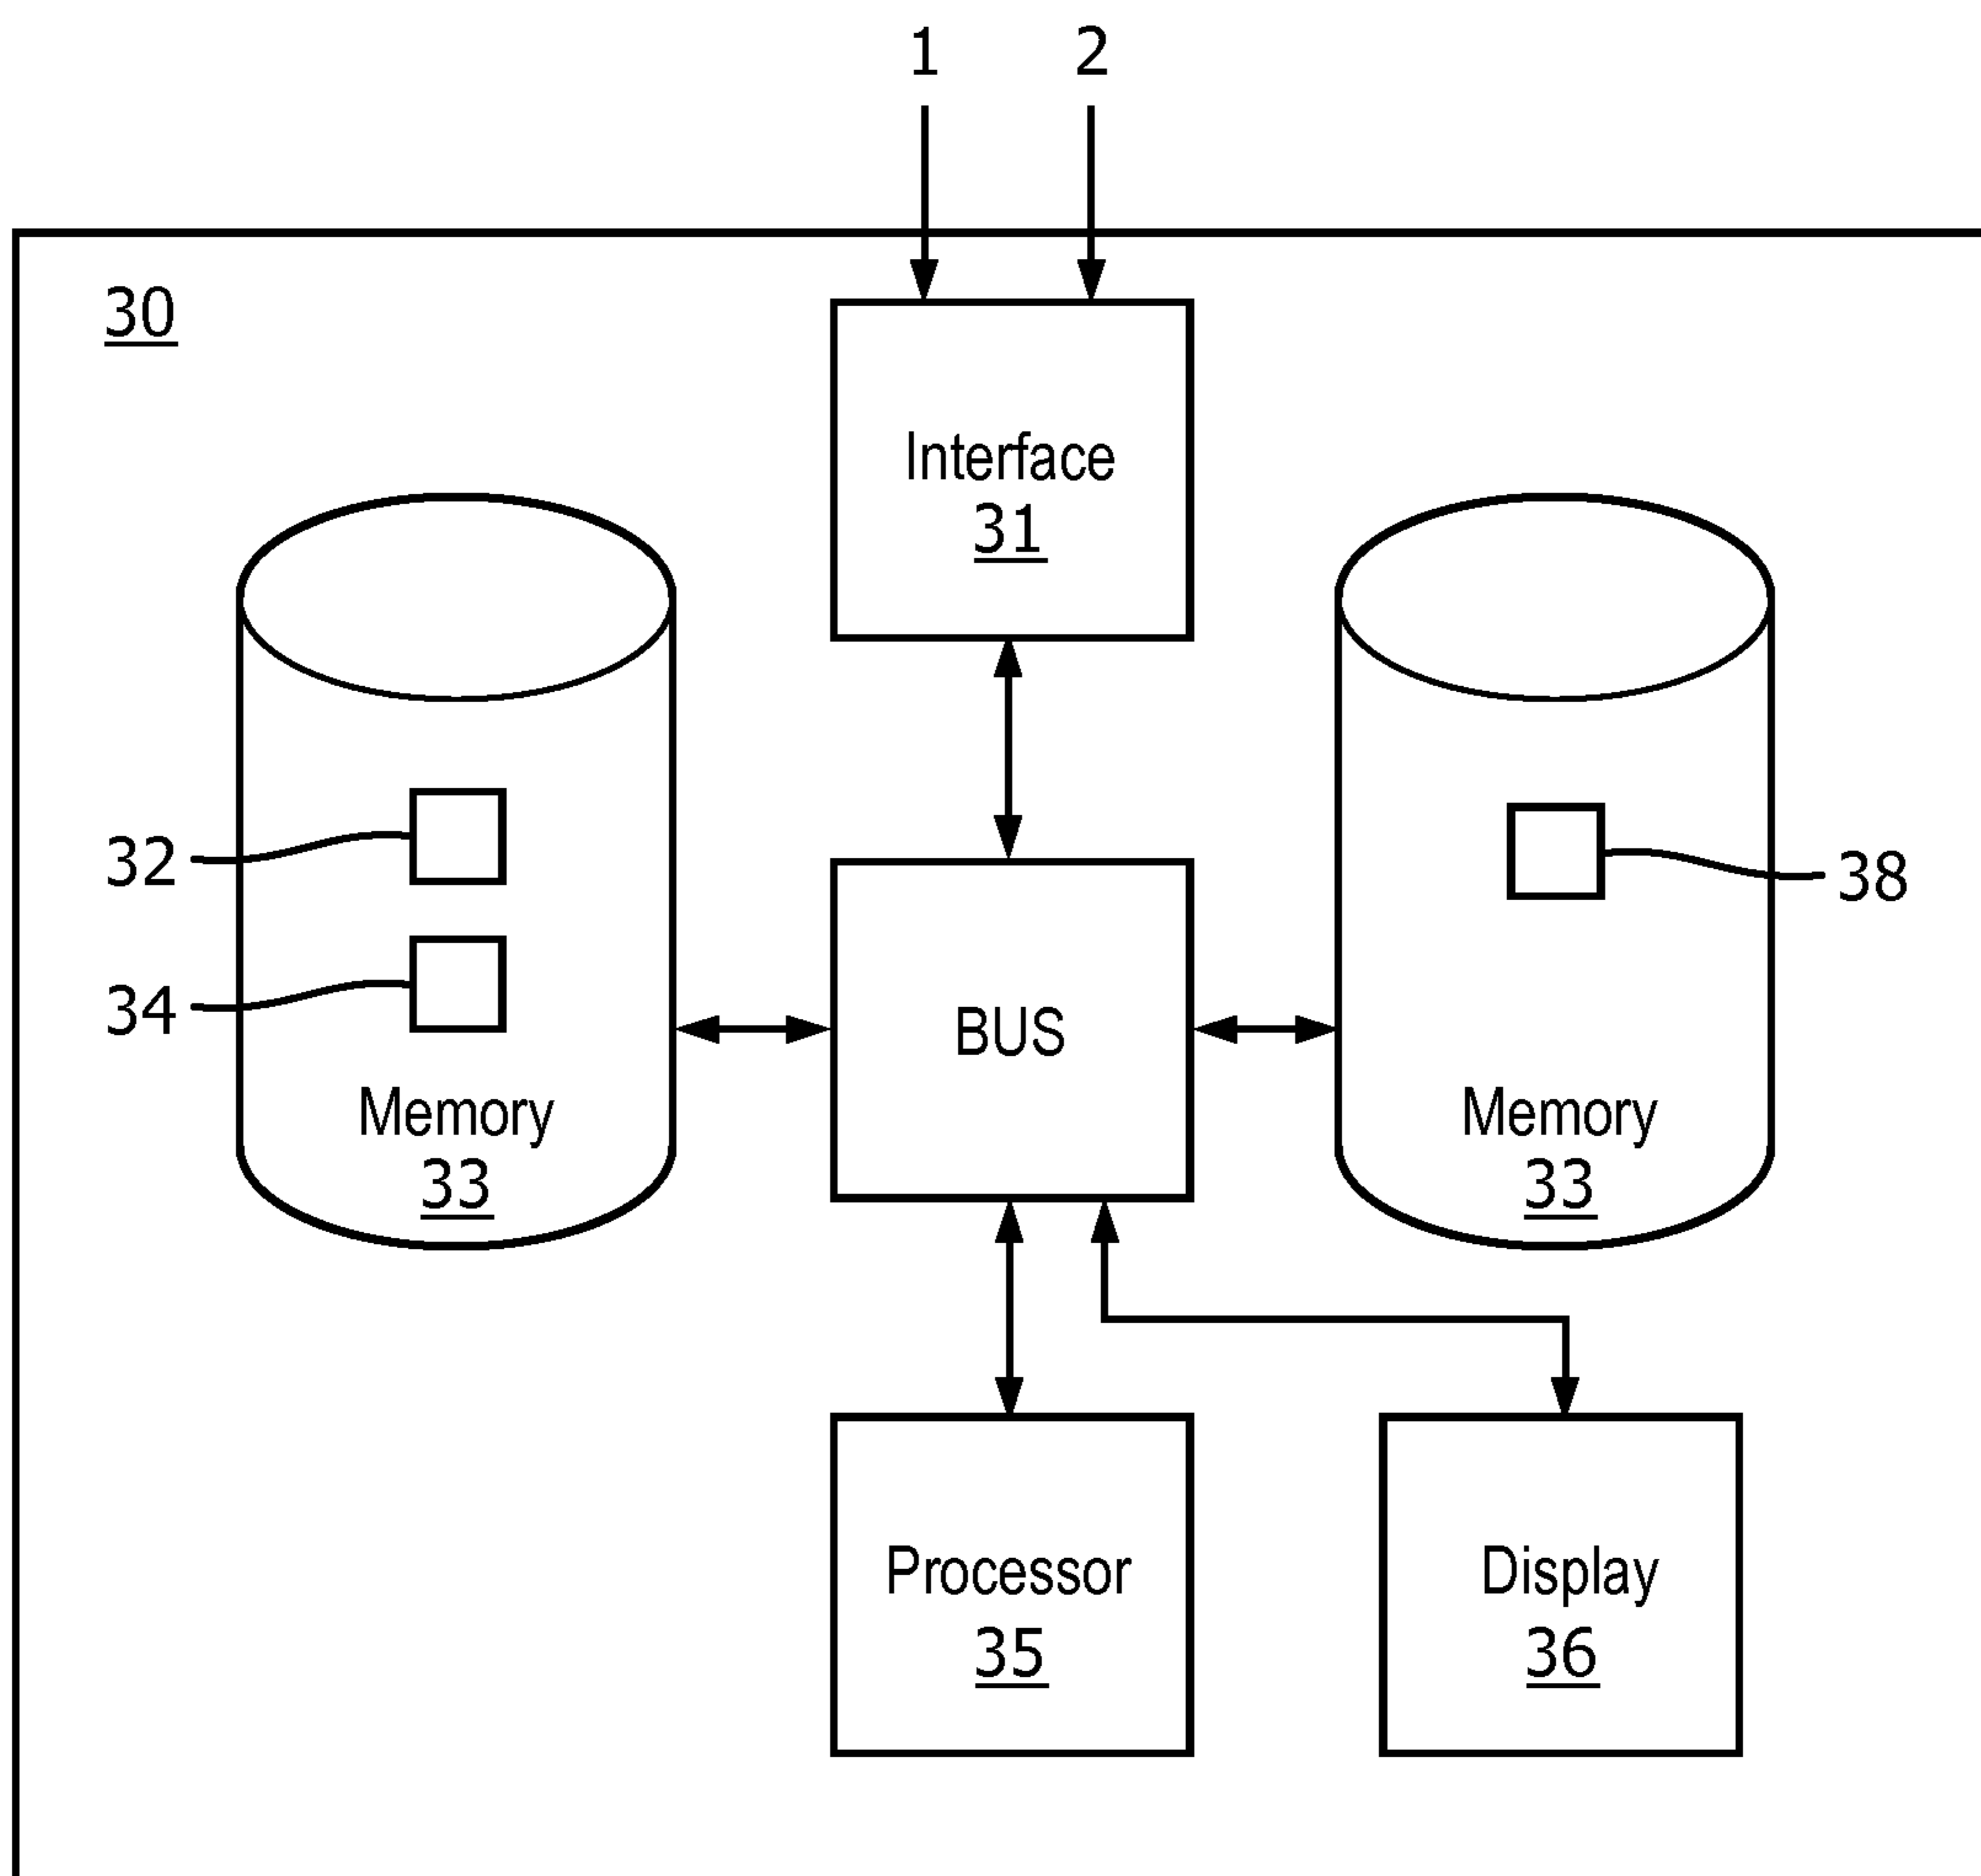 1
2
30
Interface
31
32
34
38
BUS
Memory
33
Memory
33
Processor
35
Display
36